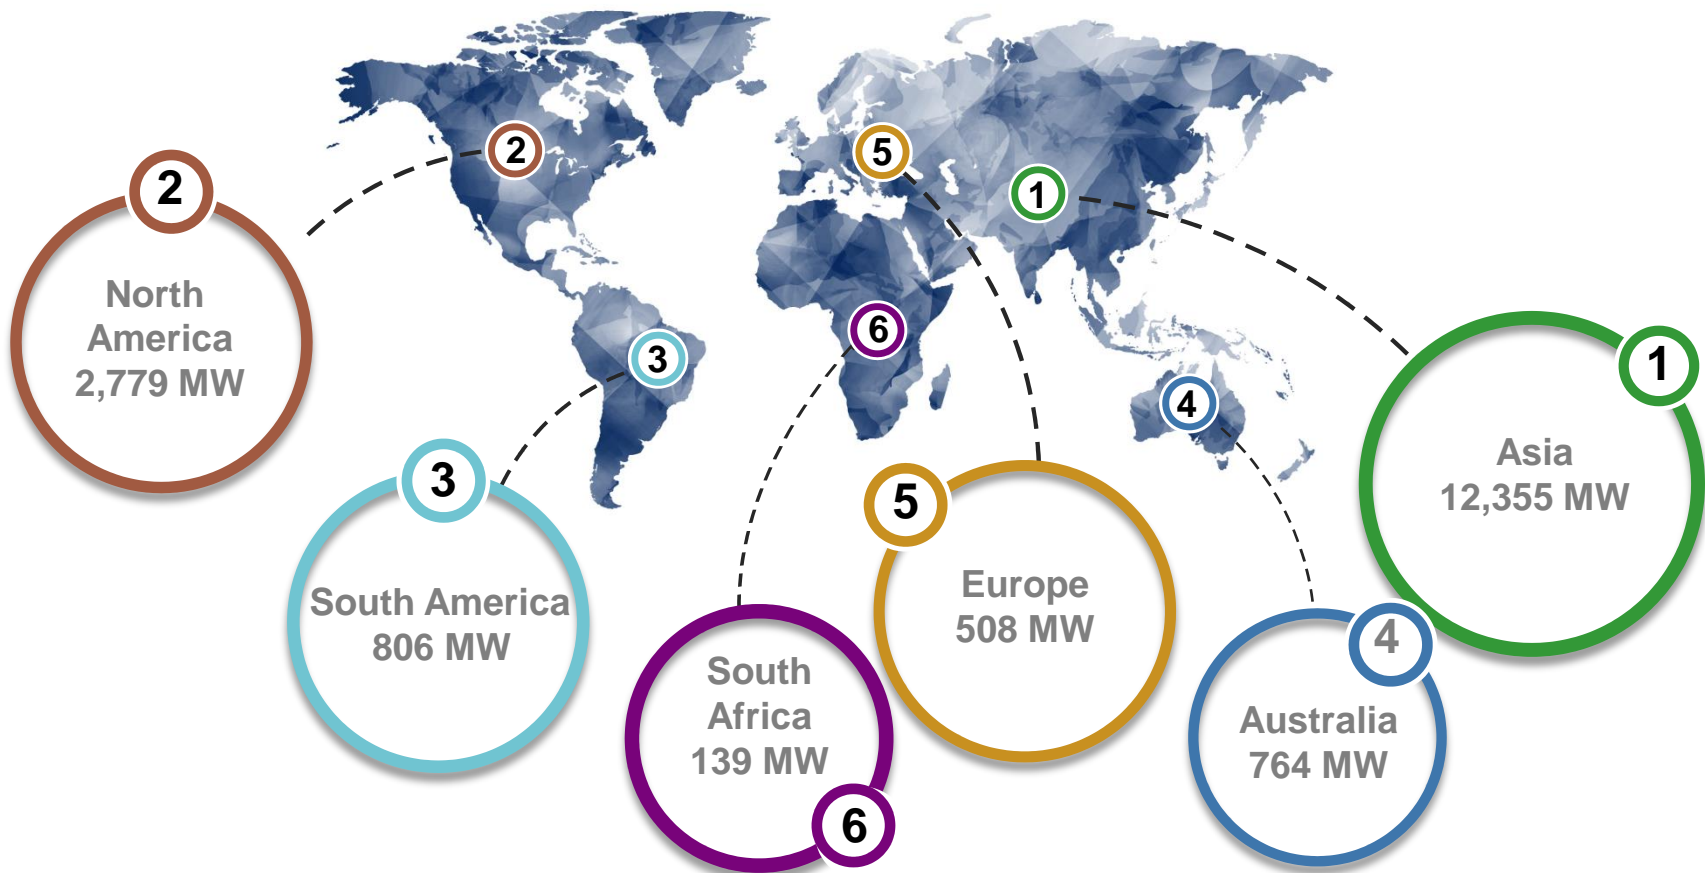 2
5
1
6
3
4
2
North
America
2,779 MW
3
South America
806 MW
6
South
Africa
139 MW
5
Europe
508 MW
4
Australia
764 MW
1
Asia
12,355 MW